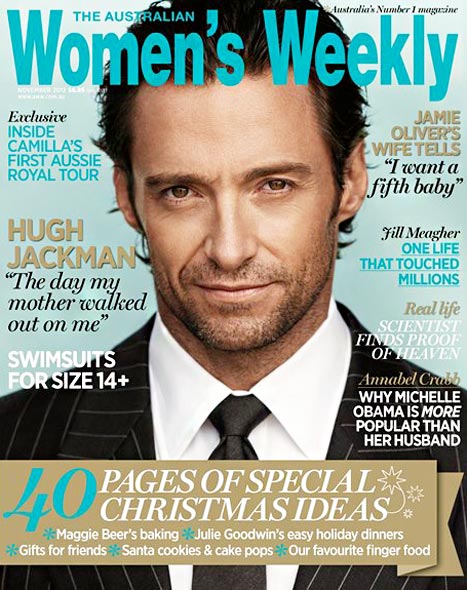 Australia's Number 1 magazine
THE AUSTRALIAN
Women's Weekly
NOVEMBER 2012
Exclusive
INSIDE
CAMILLA'S
FIRST AUSSIE
ROYAL TOUR
HUGH
JACKMAN
"The day my
mother walked
out on me"
SWIMSUITS
FOR SIZE 14+
JAMIE
OLIVER'S
WIFE TELLS
"I want a
fifth baby"
Jill Meagher
ONE LIFE
THAT TOUCHED
MILLIONS
Real life
SCIENTIST
FINDS PROOF
OF HEAVEN
Annabel Crabb
WHY MICHELLE
OBAMA IS MORE
POPULAR THAN
HER HUSBAND
40 PAGES OF SPECIAL
CHRISTMAS IDEAS
*Maggie Beer's baking *Julie Goodwin's easy holiday dinners
*Gifts for friends *Santa cookies & cake pops *Our favourite finger food